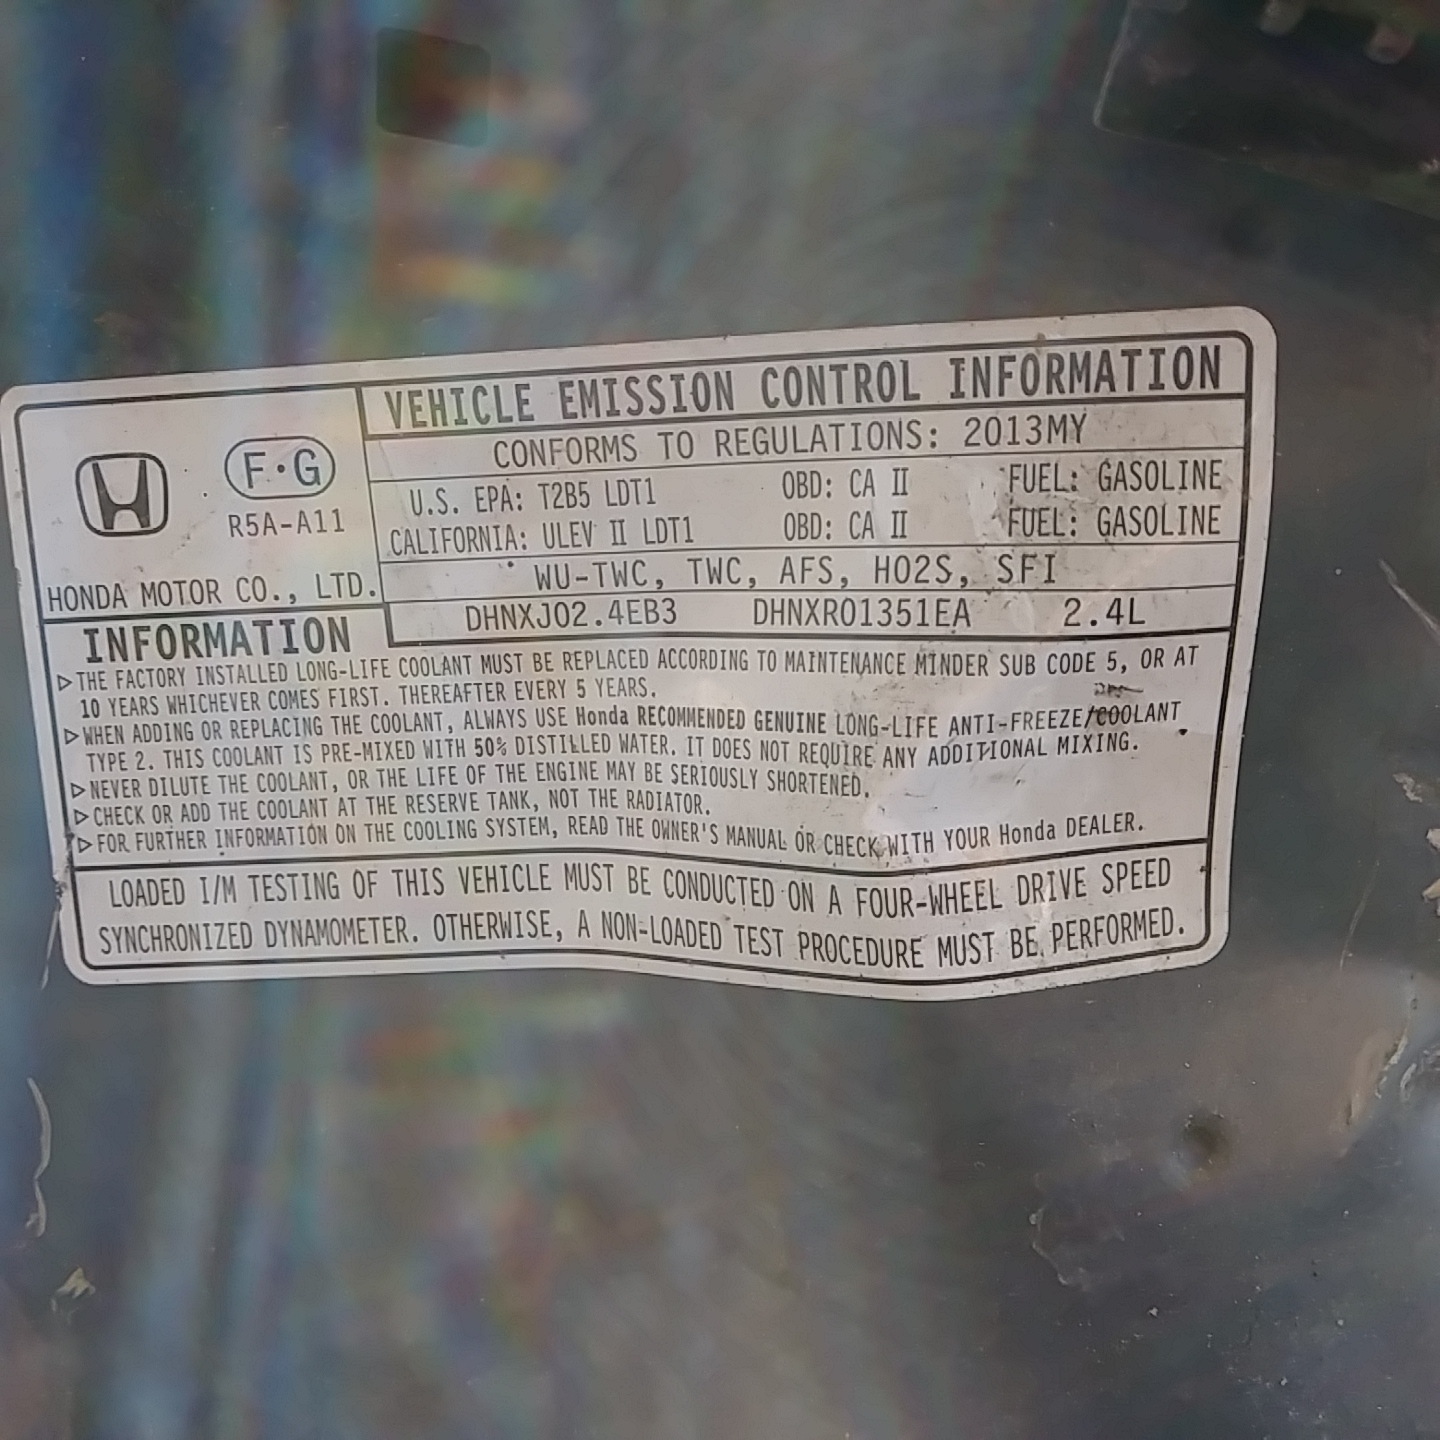 VEHICLE EMISSION CONTROL INFORMATION
CONFORMS TO REGULATIONS: 2013MY
U.S. EPA: T2B5 LDT1 OBD: CA II FUEL: GASOLINE
CALIFORNIA: ULEV II LDT1 OBD: CA II FUEL: GASOLINE
WU-TWC, TWC, AFS, HO2S, SFI
DHNXJ02.4EB3 DHNXR01351EA 2.4L
F·G
R5A-A11
HONDA MOTOR CO., LTD.
INFORMATION
▷THE FACTORY INSTALLED LONG-LIFE COOLANT MUST BE REPLACED ACCORDING TO MAINTENANCE MINDER SUB CODE 5, OR AT
10 YEARS WHICHEVER COMES FIRST. THEREAFTER EVERY 5 YEARS.
▷WHEN ADDING OR REPLACING THE COOLANT, ALWAYS USE Honda RECOMMENDED GENUINE LONG-LIFE ANTI-FREEZE/COOLANT
TYPE 2. THIS COOLANT IS PRE-MIXED WITH 50% DISTILLED WATER. IT DOES NOT REQUIRE ANY ADDITIONAL MIXING.
▷NEVER DILUTE THE COOLANT, OR THE LIFE OF THE ENGINE MAY BE SERIOUSLY SHORTENED.
▷CHECK OR ADD THE COOLANT AT THE RESERVE TANK, NOT THE RADIATOR.
▷FOR FURTHER INFORMATION ON THE COOLING SYSTEM, READ THE OWNER'S MANUAL OR CHECK WITH YOUR Honda DEALER.
LOADED I/M TESTING OF THIS VEHICLE MUST BE CONDUCTED ON A FOUR-WHEEL DRIVE SPEED
SYNCHRONIZED DYNAMOMETER. OTHERWISE, A NON-LOADED TEST PROCEDURE MUST BE PERFORMED.